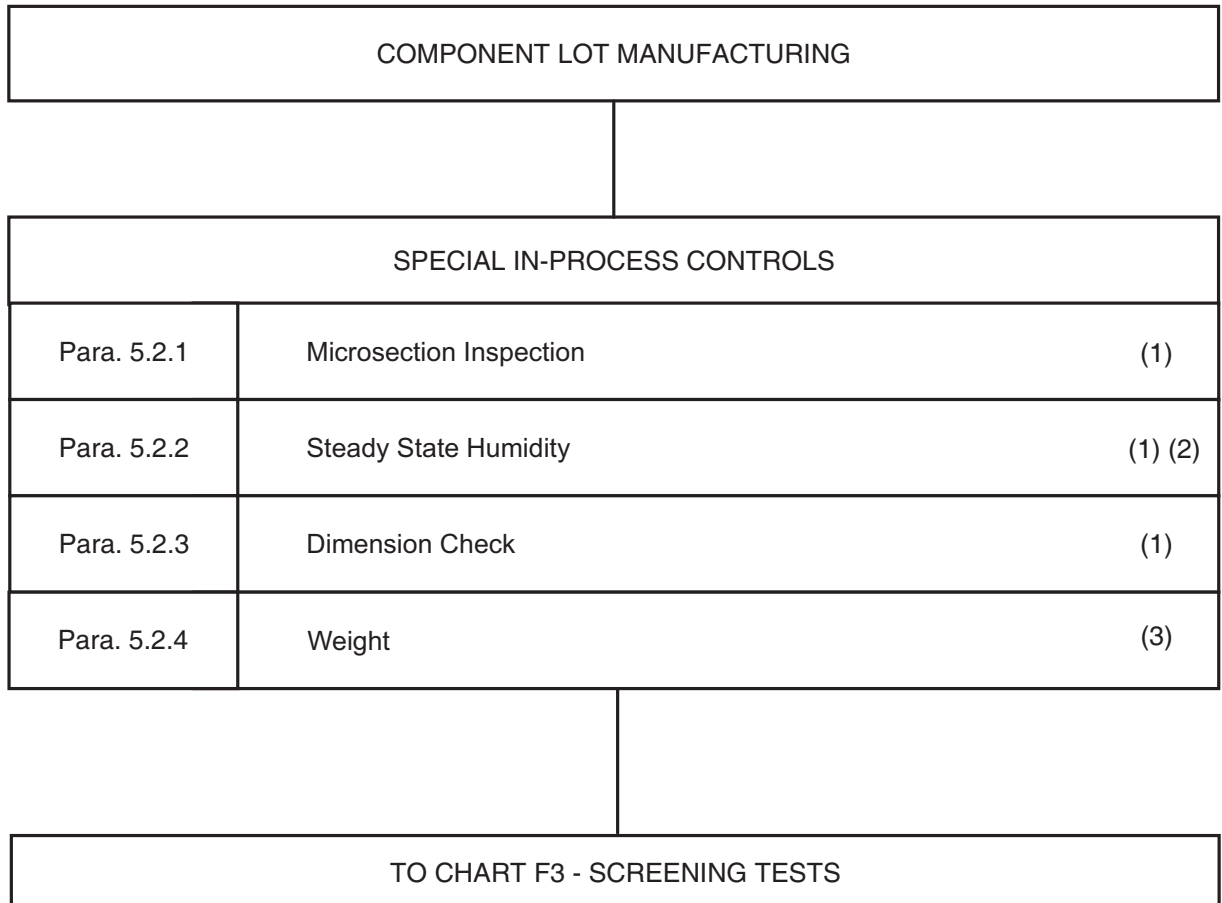 COMPONENT LOT MANUFACTURING
SPECIAL IN-PROCESS CONTROLS
Para. 5.2.1 Microsection Inspection (1)
Para. 5.2.2 Steady State Humidity (1) (2)
Para. 5.2.3 Dimension Check (1)
Para. 5.2.4 Weight (3)
TO CHART F3 - SCREENING TESTS